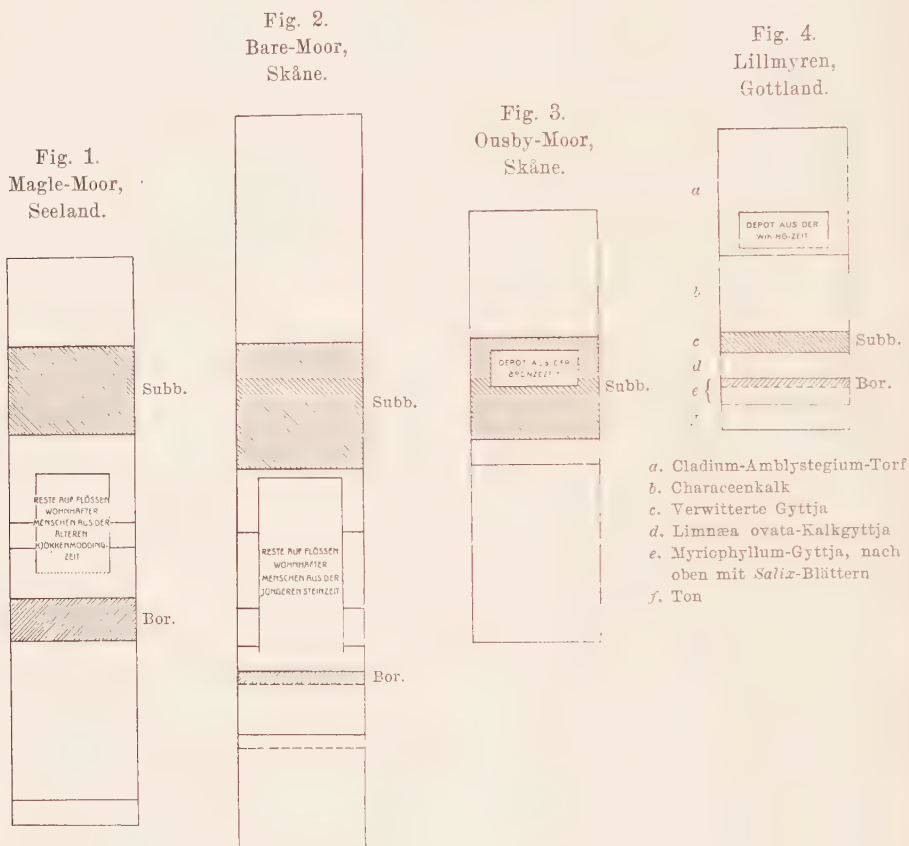 Fig. 1.
Magle-Moor,
Seeland.
RESTE AUF FLÖSSEN
WOHNHAFTER
MENSCHEN AUS DER
ÄLTEREN
KJÖKKENMÖDDING-
ZEIT
Subb.
Bor.
Fig. 2.
Bare-Moor,
Skåne.
Subb.
RESTE AUF FLÖSSEN
WOHNHAFTER
MENSCHEN AUS DER
JÜNGEREN STEINZEIT
Bor.
Fig. 3.
Ousby-Moor,
Skåne.
DEPOT AUS DER
BRONZEZEIT
Subb.
Fig. 4.
Lillmyren,
Gottland.
a
DEPOT AUS DER
WIKINGZEIT
b
c Subb.
d
e Bor.
f
a. Cladium-Amblystegium-Torf
b. Characeenkalk
c. Verwitterte Gyttja
d. Limnæa ovata-Kalkgyttja
e. Myriophyllum-Gyttja, nach
oben mit Salix-Blättern
f. Ton